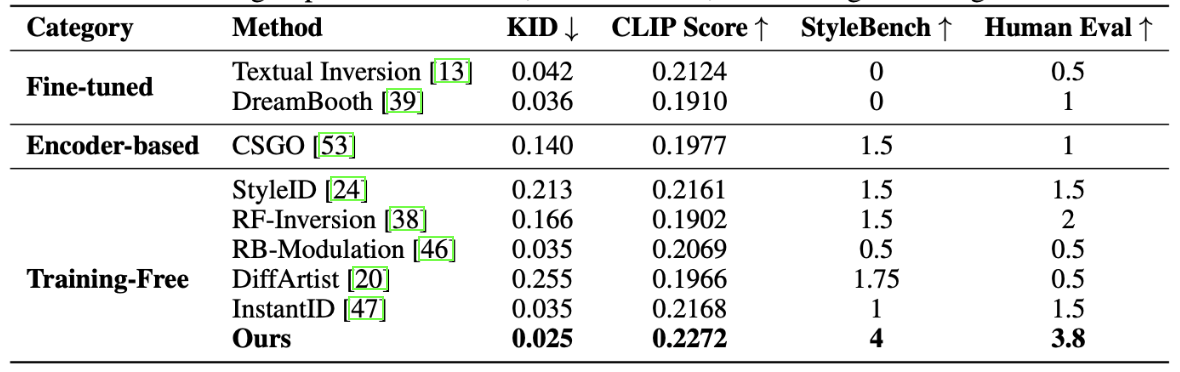 Category Method KID ↓ CLIP Score ↑ StyleBench ↑ Human Eval ↑
Fine-tuned
Textual Inversion [13] 0.042 0.2124 0 0.5
DreamBooth [39] 0.036 0.1910 0 1
Encoder-based CSGO [53] 0.140 0.1977 1.5 1
Training-Free
StyleID [24] 0.213 0.2161 1.5 1.5
RF-Inversion [38] 0.166 0.1902 1.5 2
RB-Modulation [46] 0.035 0.2069 0.5 0.5
DiffArtist [20] 0.255 0.1966 1.75 0.5
InstantID [47] 0.035 0.2168 1 1.5
Ours 0.025 0.2272 4 3.8